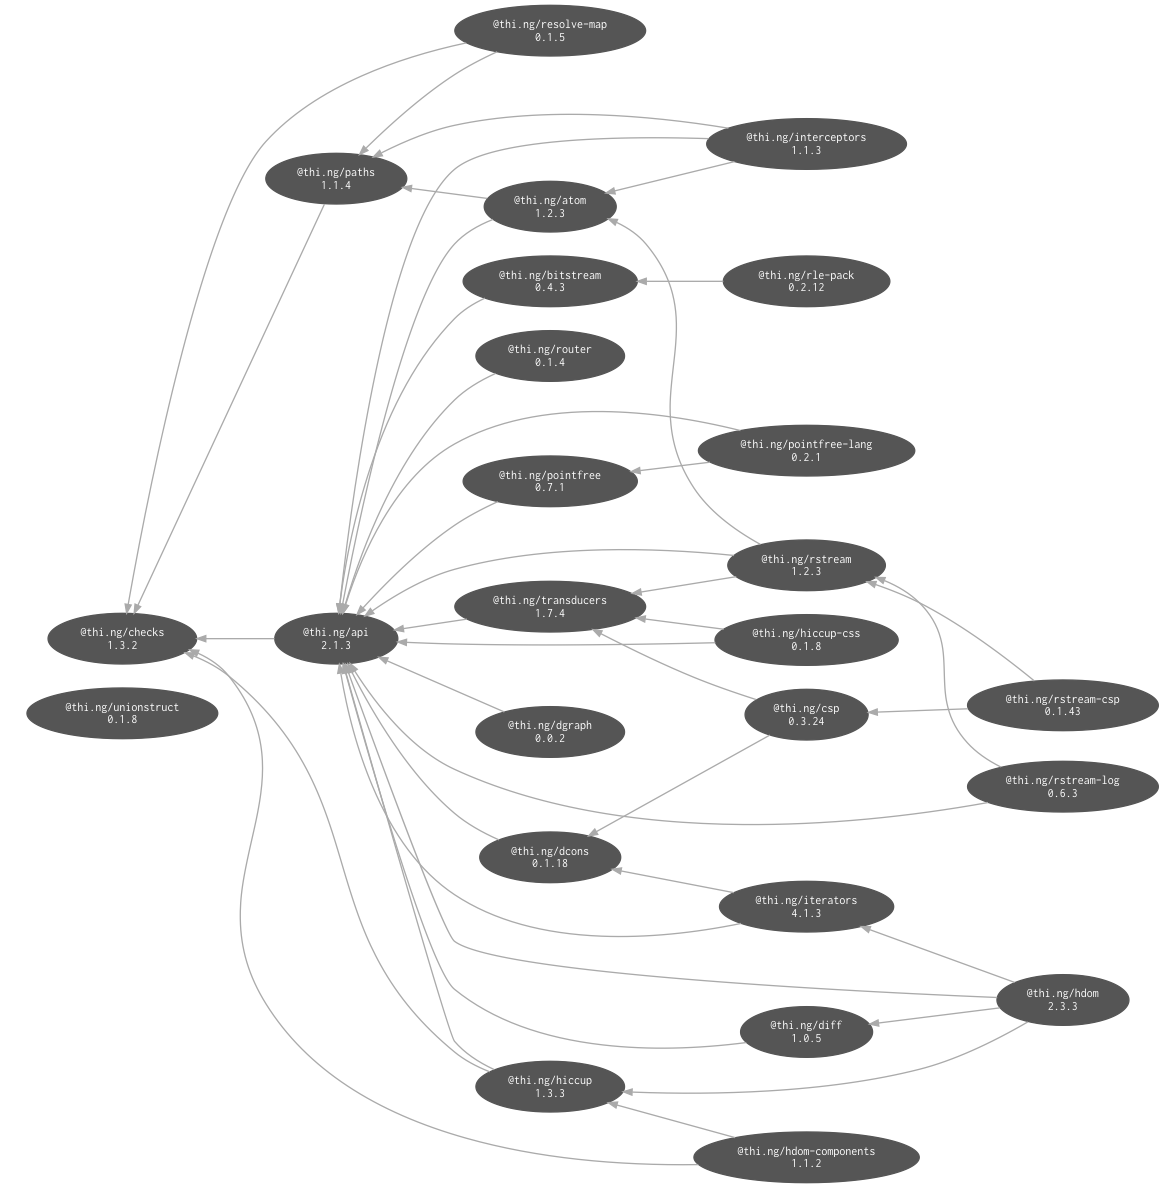 @thi.ng/resolve-map
0.1.5
@thi.ng/interceptors
1.1.3
@thi.ng/paths
1.1.4
@thi.ng/atom
1.2.3
@thi.ng/bitstream
0.4.3
@thi.ng/rle-pack
0.2.12
@thi.ng/router
0.1.4
@thi.ng/pointfree-lang
0.2.1
@thi.ng/pointfree
0.7.1
@thi.ng/rstream
1.2.3
@thi.ng/transducers
1.7.4
@thi.ng/checks
1.3.2
@thi.ng/api
2.1.3
@thi.ng/hiccup-css
0.1.8
@thi.ng/unionstruct
0.1.8
@thi.ng/dgraph
0.0.2
@thi.ng/csp
0.3.24
@thi.ng/rstream-csp
0.1.43
@thi.ng/rstream-log
0.6.3
@thi.ng/dcons
0.1.18
@thi.ng/iterators
4.1.3
@thi.ng/hdom
2.3.3
@thi.ng/diff
1.0.5
@thi.ng/hiccup
1.3.3
@thi.ng/hdom-components
1.1.2